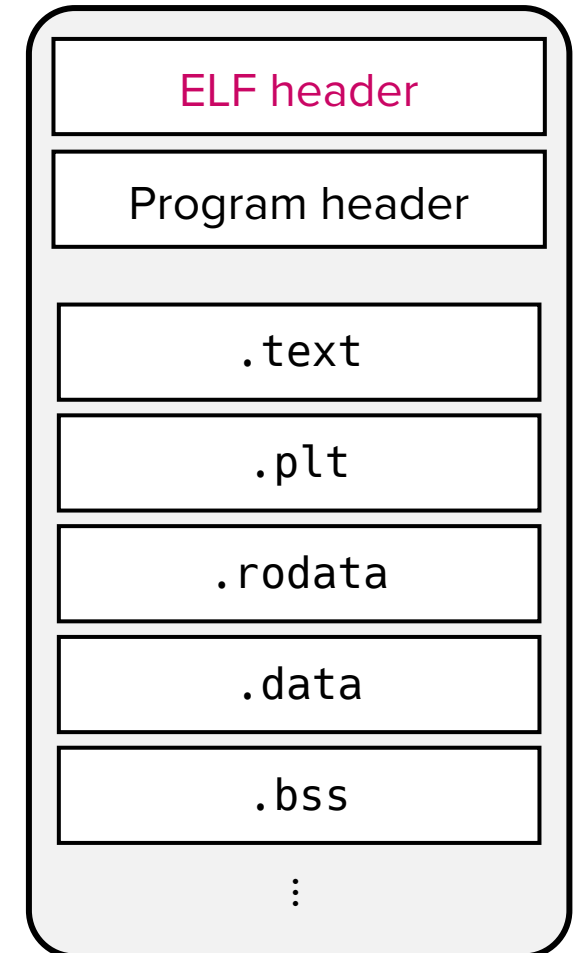 ELF header
Program header
.text
.plt
.rodata
.data
.bss
⋮